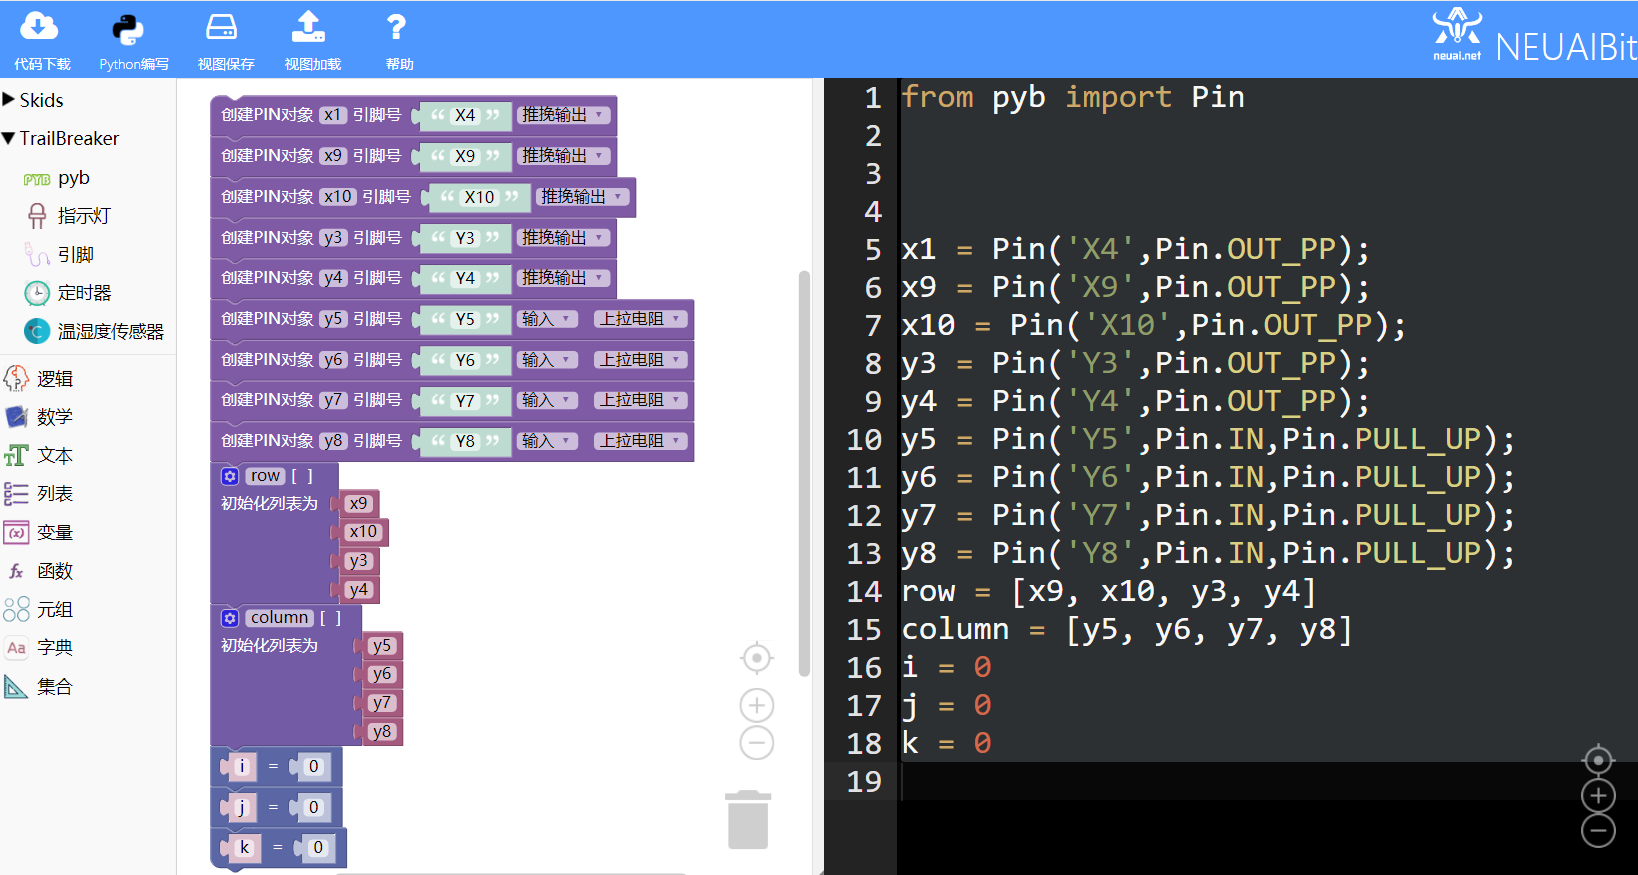 代码下载 Python编写 视图保存 视图加载 帮助
neuai.net NEUAIBit
Skids
TrailBreaker
PYB pyb
指示灯
引脚
定时器
温湿度传感器
逻辑
数学
文本
列表
变量
函数
元组
字典
集合
创建PIN对象 x1 引脚号 “ X4 ” 推挽输出
创建PIN对象 x9 引脚号 “ X9 ” 推挽输出
创建PIN对象 x10 引脚号 “ X10 ” 推挽输出
创建PIN对象 y3 引脚号 “ Y3 ” 推挽输出
创建PIN对象 y4 引脚号 “ Y4 ” 推挽输出
创建PIN对象 y5 引脚号 “ Y5 ” 输入 上拉电阻
创建PIN对象 y6 引脚号 “ Y6 ” 输入 上拉电阻
创建PIN对象 y7 引脚号 “ Y7 ” 输入 上拉电阻
创建PIN对象 y8 引脚号 “ Y8 ” 输入 上拉电阻
row [ ]
初始化列表为 x9
x10
y3
y4
column [ ]
初始化列表为 y5
y6
y7
y8
i = 0
j = 0
k = 0
1 from pyb import Pin
2
3
4
5 x1 = Pin('X4',Pin.OUT_PP);
6 x9 = Pin('X9',Pin.OUT_PP);
7 x10 = Pin('X10',Pin.OUT_PP);
8 y3 = Pin('Y3',Pin.OUT_PP);
9 y4 = Pin('Y4',Pin.OUT_PP);
10 y5 = Pin('Y5',Pin.IN,Pin.PULL_UP);
11 y6 = Pin('Y6',Pin.IN,Pin.PULL_UP);
12 y7 = Pin('Y7',Pin.IN,Pin.PULL_UP);
13 y8 = Pin('Y8',Pin.IN,Pin.PULL_UP);
14 row = [x9, x10, y3, y4]
15 column = [y5, y6, y7, y8]
16 i = 0
17 j = 0
18 k = 0
19